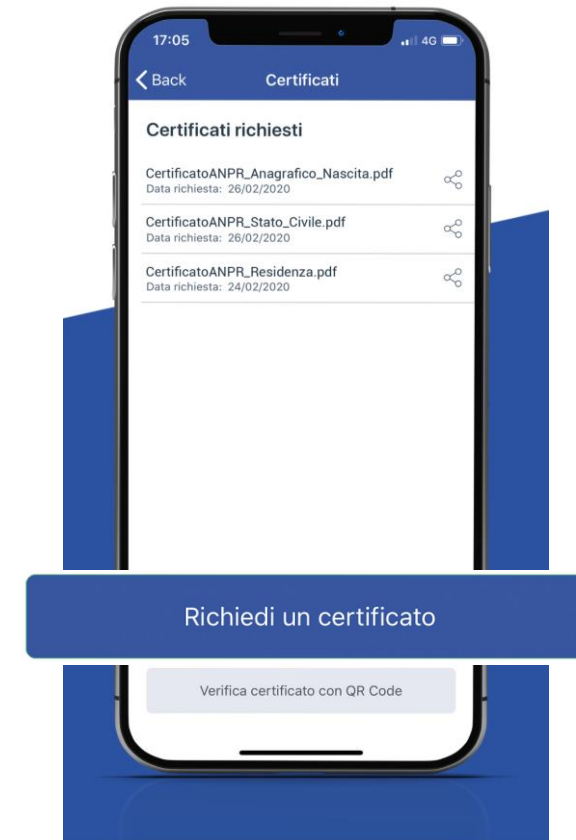 17:05
4G
Back
Certificati
Certificati richiesti
CertificatoANPR_Anagrafico_Nascita.pdf
Data richiesta: 26/02/2020
CertificatoANPR_Stato_Civile.pdf
Data richiesta: 26/02/2020
CertificatoANPR_Residenza.pdf
Data richiesta: 24/02/2020
Richiedi un certificato
Verifica certificato con QR Code